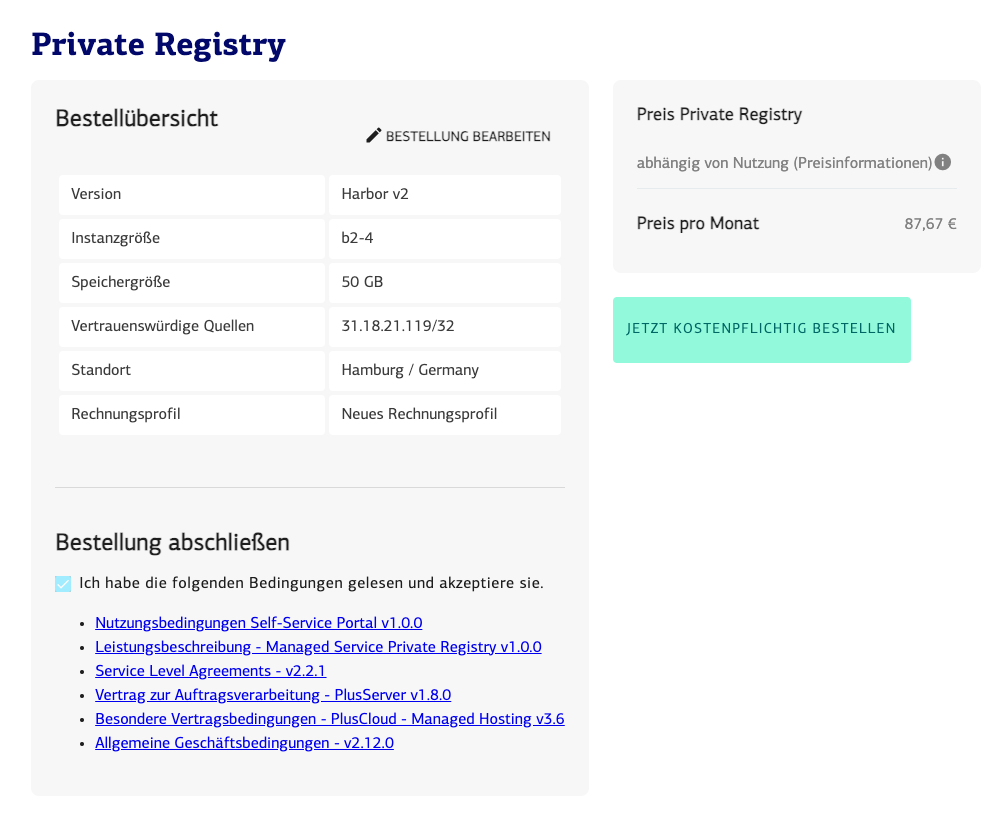 Private Registry
Bestellübersicht
BESTELLUNG BEARBEITEN
Version Harbor v2
Instanzgröße b2-4
Speichergröße 50 GB
Vertrauenswürdige Quellen 31.18.21.119/32
Standort Hamburg / Germany
Rechnungsprofil Neues Rechnungsprofil
Bestellung abschließen
Ich habe die folgenden Bedingungen gelesen und akzeptiere sie.
• Nutzungsbedingungen Self-Service Portal v1.0.0
• Leistungsbeschreibung - Managed Service Private Registry v1.0.0
• Service Level Agreements - v2.2.1
• Vertrag zur Auftragsverarbeitung - PlusServer v1.8.0
• Besondere Vertragsbedingungen - PlusCloud - Managed Hosting v3.6
• Allgemeine Geschäftsbedingungen - v2.12.0
Preis Private Registry
abhängig von Nutzung (Preisinformationen)
Preis pro Monat 87,67 €
JETZT KOSTENPFLICHTIG BESTELLEN